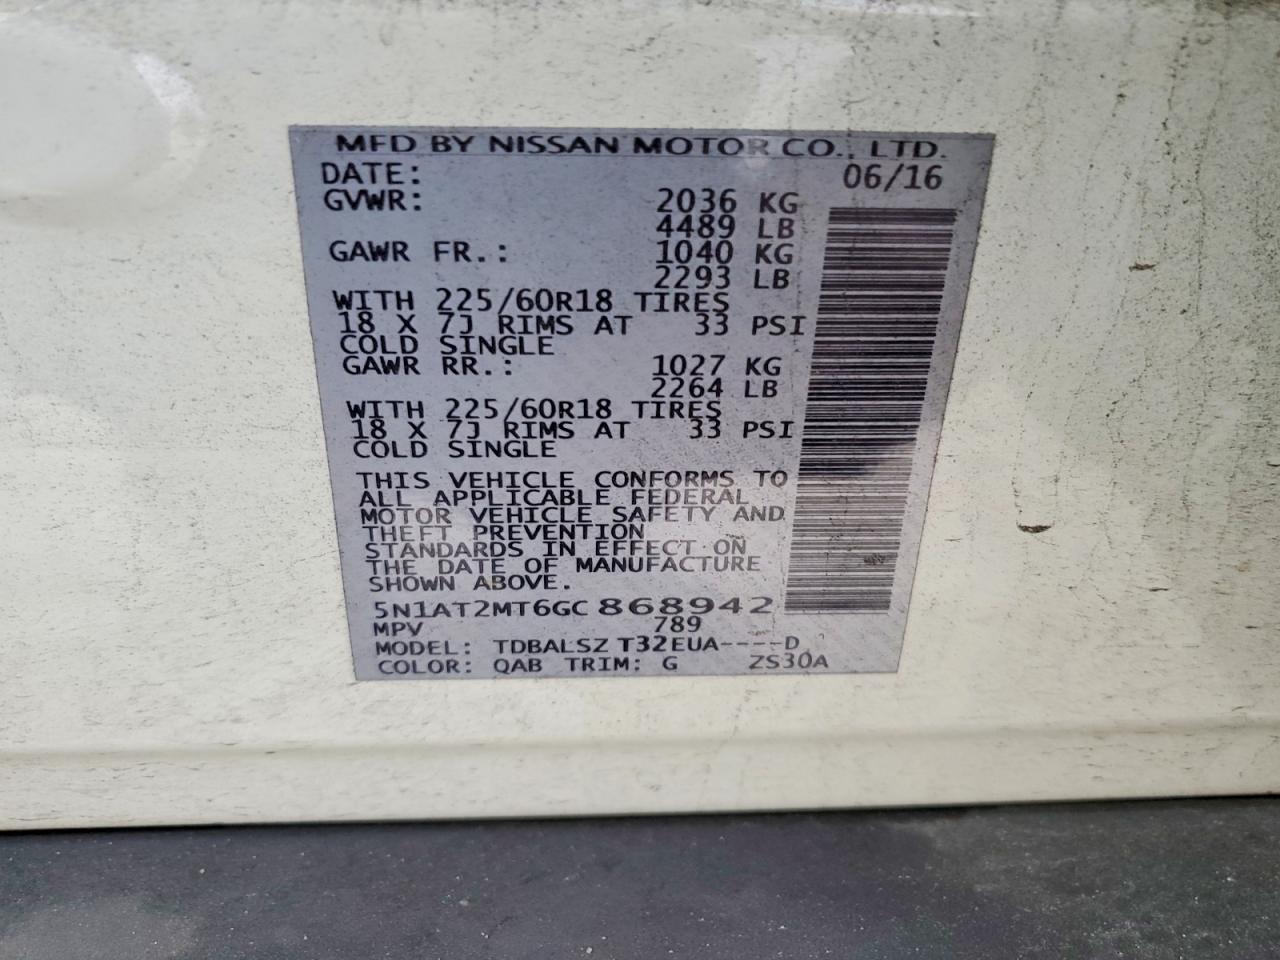 MFD BY NISSAN MOTOR CO., LTD.
DATE: 06/16
GVWR: 2036 KG
4489 LB
GAWR FR.: 1040 KG
2293 LB
WITH 225/60R18 TIRES
18 X 7J RIMS AT 33 PSI
COLD SINGLE
GAWR RR.: 1027 KG
2264 LB
WITH 225/60R18 TIRES
18 X 7J RIMS AT 33 PSI
COLD SINGLE
THIS VEHICLE CONFORMS TO
ALL APPLICABLE FEDERAL
MOTOR VEHICLE SAFETY AND
THEFT PREVENTION
STANDARDS IN EFFECT ON
THE DATE OF MANUFACTURE
SHOWN ABOVE.
5N1AT2MT6GC868942
MPV 789
MODEL: TDBALSZ T32EUA----D
COLOR: QAB TRIM: G ZS30A